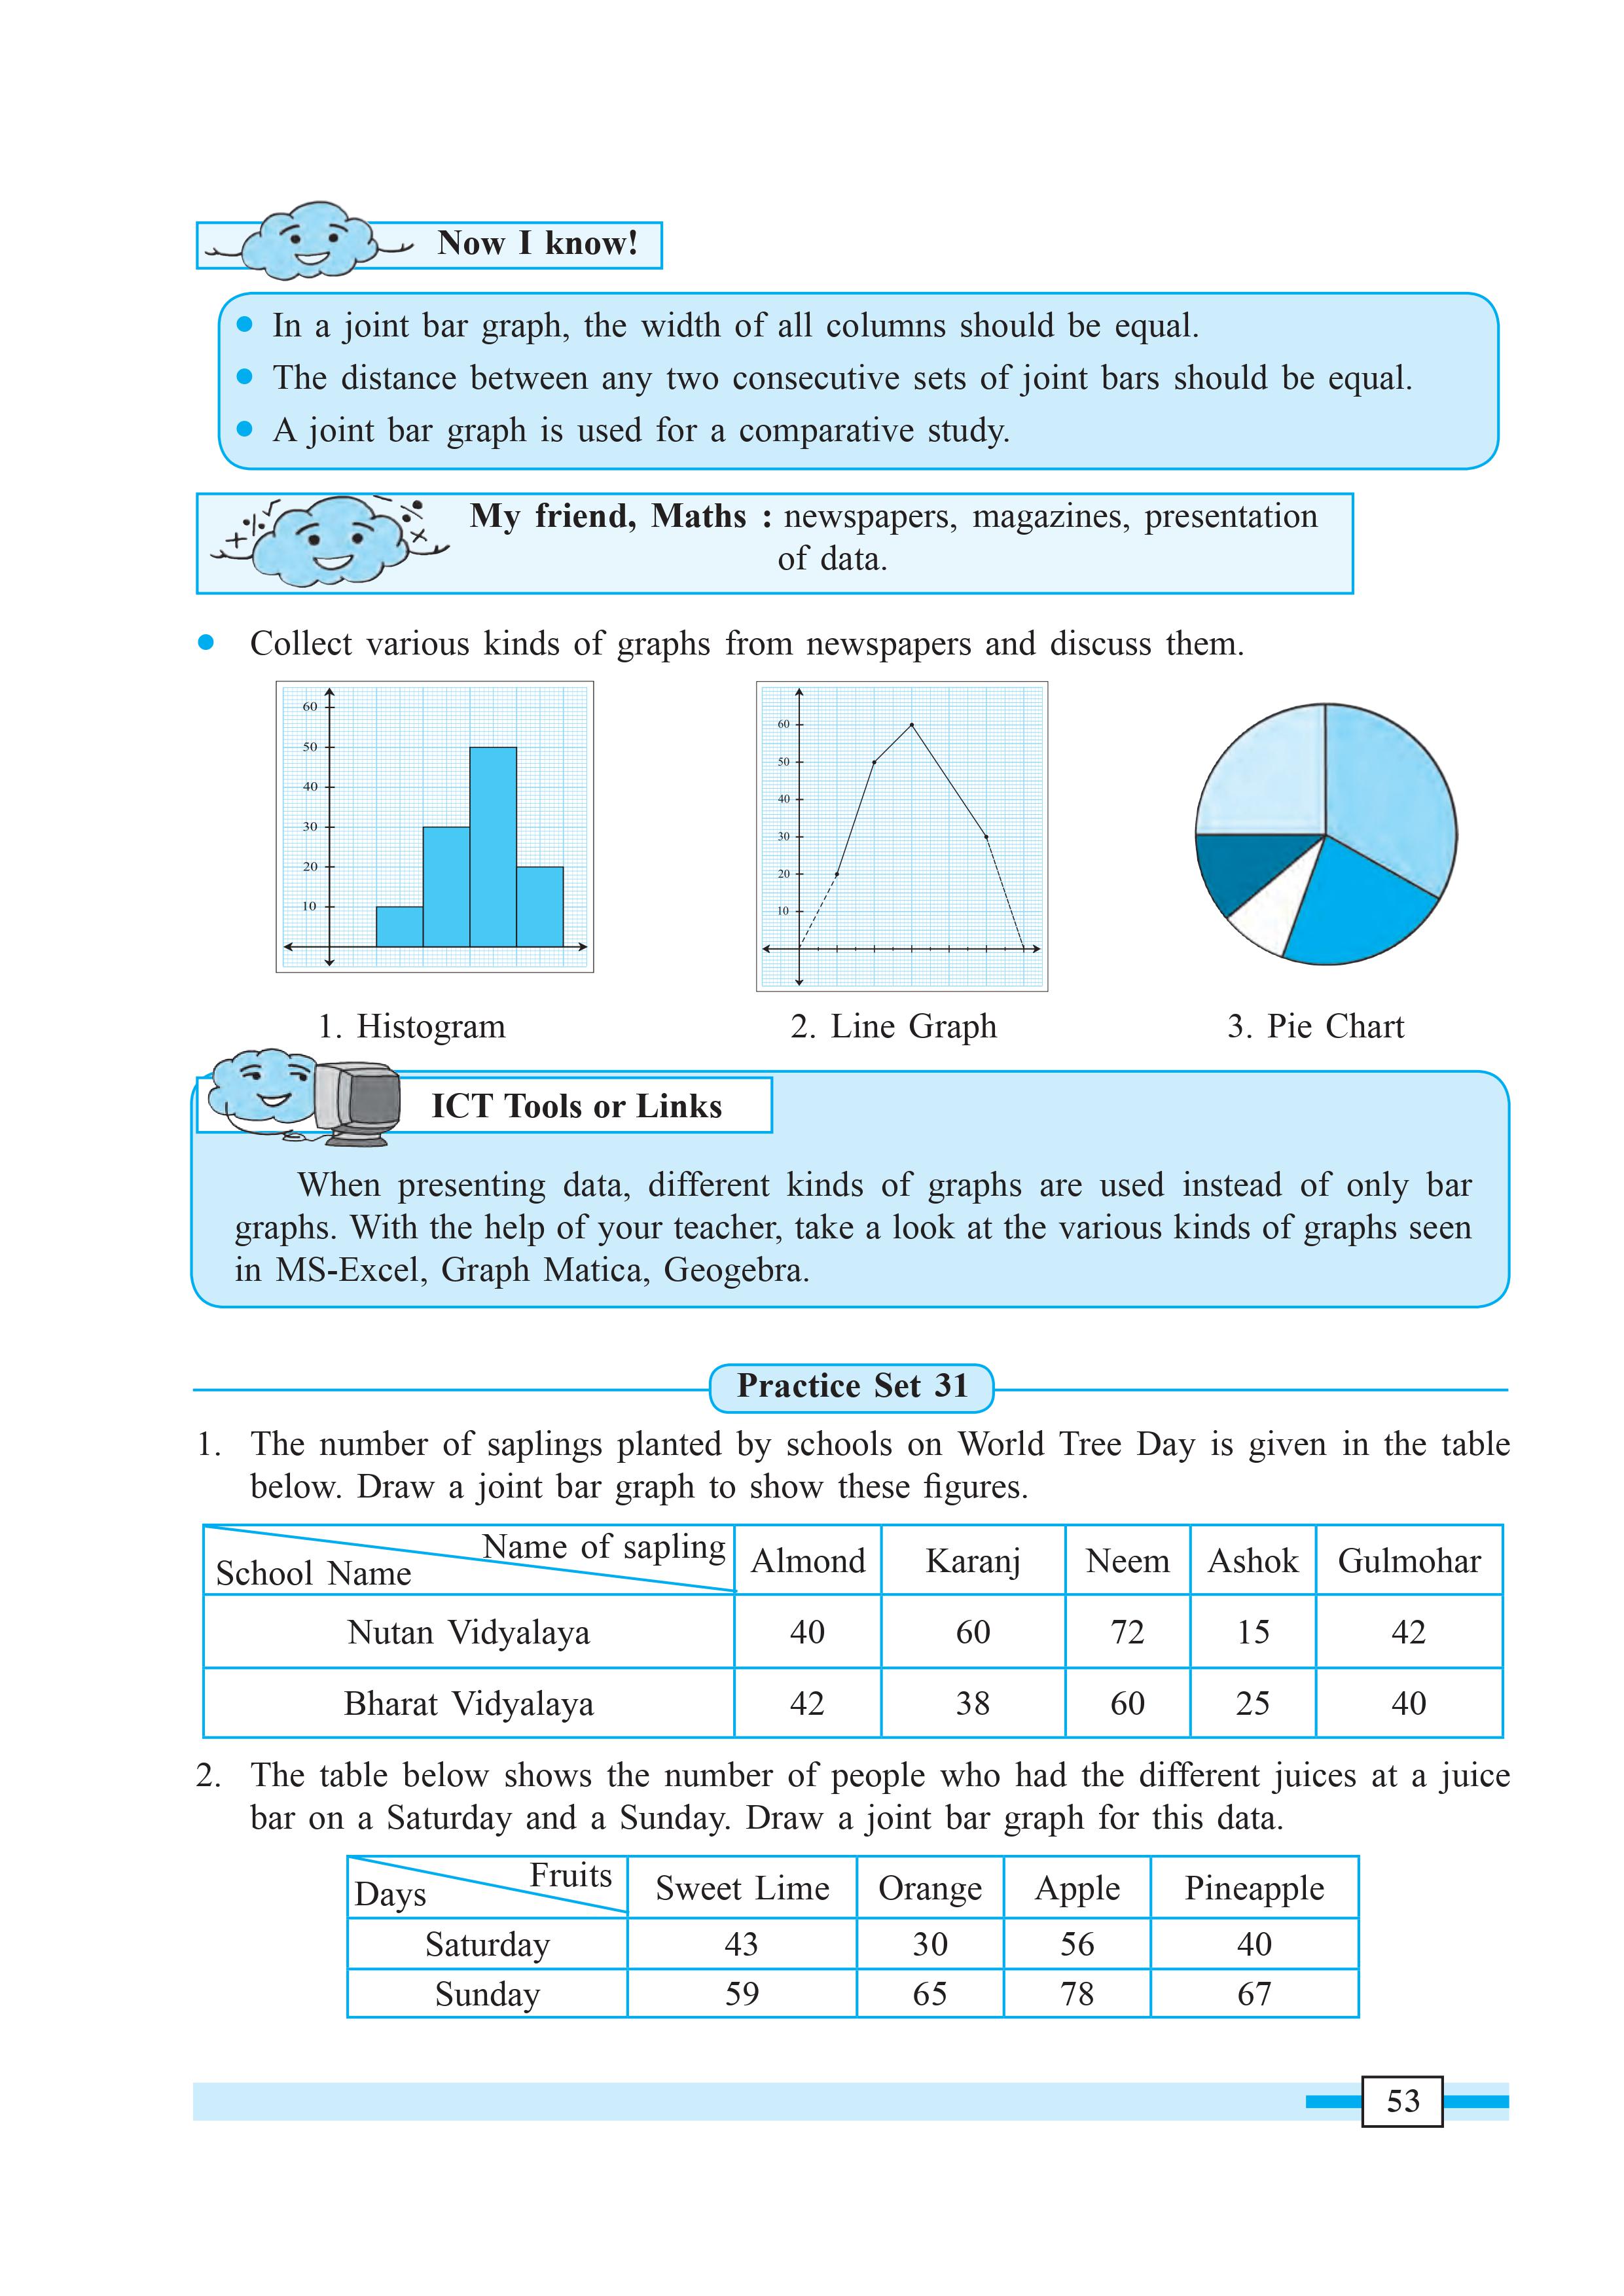 Now I know!
• In a joint bar graph, the width of all columns should be equal.
• The distance between any two consecutive sets of joint bars should be equal.
• A joint bar graph is used for a comparative study.
My friend, Maths : newspapers, magazines, presentation
of data.
• Collect various kinds of graphs from newspapers and discuss them.
60
50
40
30
20
10
60
50
40
30
20
10
1. Histogram
2. Line Graph
3. Pie Chart
ICT Tools or Links
When presenting data, different kinds of graphs are used instead of only bar
graphs. With the help of your teacher, take a look at the various kinds of graphs seen
in MS-Excel, Graph Matica, Geogebra.
Practice Set 31
1. The number of saplings planted by schools on World Tree Day is given in the table
below. Draw a joint bar graph to show these figures.
Name of sapling
School Name
Almond Karanj Neem Ashok Gulmohar
Nutan Vidyalaya 40 60 72 15 42
Bharat Vidyalaya 42 38 60 25 40
2. The table below shows the number of people who had the different juices at a juice
bar on a Saturday and a Sunday. Draw a joint bar graph for this data.
Fruits
Days
Sweet Lime Orange Apple Pineapple
Saturday 43 30 56 40
Sunday 59 65 78 67
53